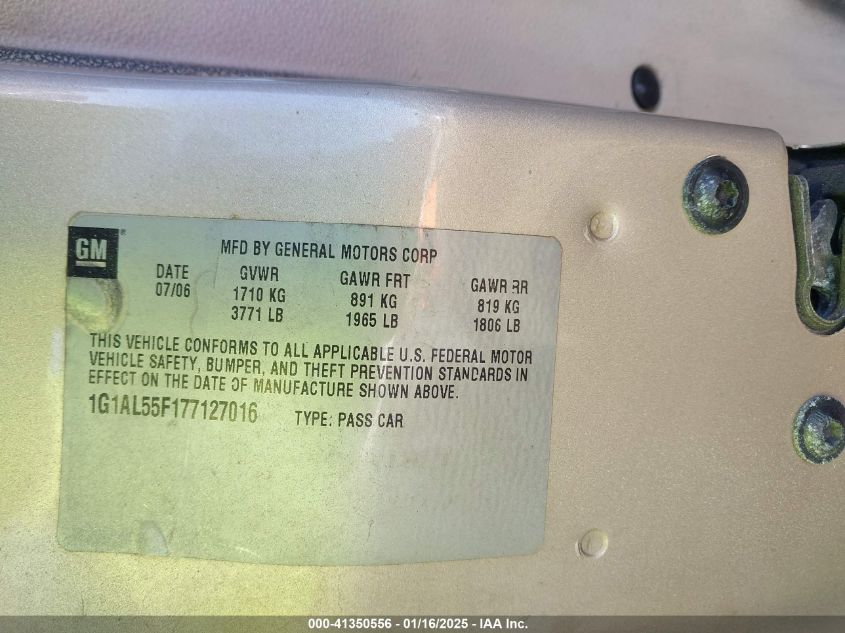 GM ®
MFD BY GENERAL MOTORS CORP
DATE GVWR GAWR FRT GAWR RR
07/06 1710 KG 891 KG 819 KG
3771 LB 1965 LB 1806 LB
THIS VEHICLE CONFORMS TO ALL APPLICABLE U.S. FEDERAL MOTOR
VEHICLE SAFETY, BUMPER, AND THEFT PREVENTION STANDARDS IN
EFFECT ON THE DATE OF MANUFACTURE SHOWN ABOVE.
1G1AL55F177127016 TYPE: PASS CAR
000-41350556 - 01/16/2025 - IAA Inc.